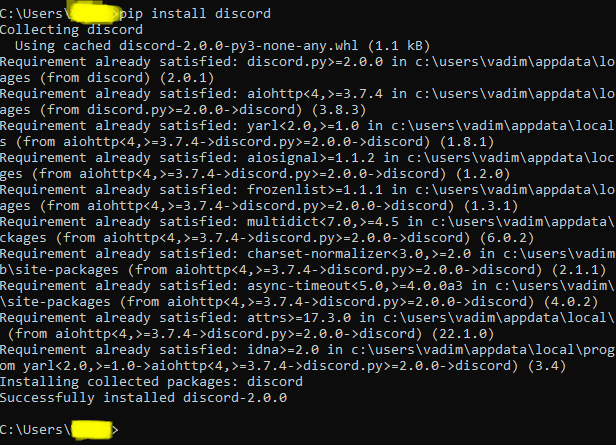 C:\Users\>pip install discord
Collecting discord
Using cached discord-2.0.0-py3-none-any.whl (1.1 kB)
Requirement already satisfied: discord.py>=2.0.0 in c:\users\vadim\appdata\lo
ages (from discord) (2.0.1)
Requirement already satisfied: aiohttp<4,>=3.7.4 in c:\users\vadim\appdata\lo
ages (from discord.py>=2.0.0->discord) (3.8.3)
Requirement already satisfied: yarl<2.0,>=1.0 in c:\users\vadim\appdata\local
s (from aiohttp<4,>=3.7.4->discord.py>=2.0.0->discord) (1.8.1)
Requirement already satisfied: aiosignal>=1.1.2 in c:\users\vadim\appdata\loc
ges (from aiohttp<4,>=3.7.4->discord.py>=2.0.0->discord) (1.2.0)
Requirement already satisfied: frozenlist>=1.1.1 in c:\users\vadim\appdata\lo
ages (from aiohttp<4,>=3.7.4->discord.py>=2.0.0->discord) (1.3.1)
Requirement already satisfied: multidict<7.0,>=4.5 in c:\users\vadim\appdata\
ckages (from aiohttp<4,>=3.7.4->discord.py>=2.0.0->discord) (6.0.2)
Requirement already satisfied: charset-normalizer<3.0,>=2.0 in c:\users\vadim
b\site-packages (from aiohttp<4,>=3.7.4->discord.py>=2.0.0->discord) (2.1.1)
Requirement already satisfied: async-timeout<5.0,>=4.0.0a3 in c:\users\vadim\
\site-packages (from aiohttp<4,>=3.7.4->discord.py>=2.0.0->discord) (4.0.2)
Requirement already satisfied: attrs>=17.3.0 in c:\users\vadim\appdata\local\
(from aiohttp<4,>=3.7.4->discord.py>=2.0.0->discord) (22.1.0)
Requirement already satisfied: idna>=2.0 in c:\users\vadim\appdata\local\prog
om yarl<2.0,>=1.0->aiohttp<4,>=3.7.4->discord.py>=2.0.0->discord) (3.4)
Installing collected packages: discord
Successfully installed discord-2.0.0
C:\Users\>